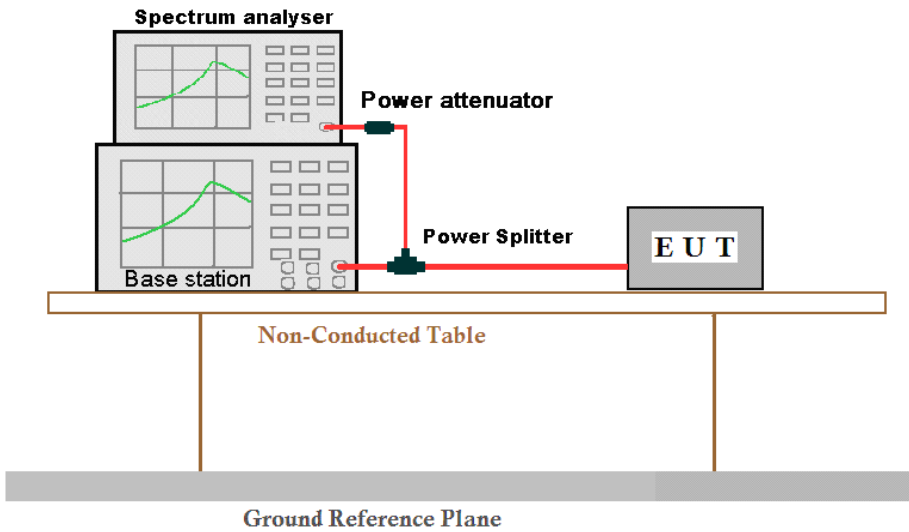 Spectrum analyser
Power attenuator
Power Splitter
E U T
Base station
Non-Conducted Table
Ground Reference Plane